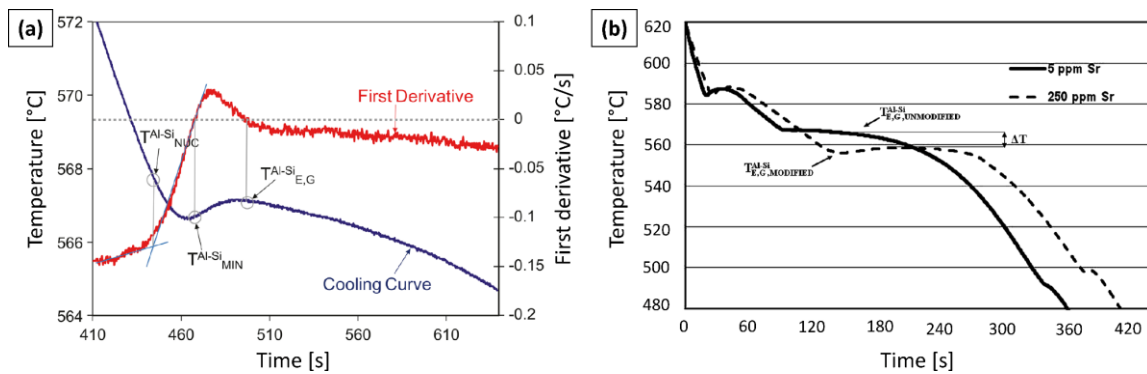 (a)
572
570
568
566
564
Temperature [°C]
410
460
510
560
610
Time [s]
0.1
0.05
0
-0.05
-0.1
-0.15
-0.2
First derivative [°C/s]
First Derivative
T^Al-Si_NUC
T^Al-Si_E,G
T^Al-Si_MIN
Cooling Curve
(b)
620
600
580
560
540
520
500
480
Temperature [°C]
0
60
120
180
240
300
360
420
Time [s]
5 ppm Sr
250 ppm Sr
T^Al-Si_E,G,UNMODIFIED
ΔT
T^Al-Si_E,G,MODIFIED